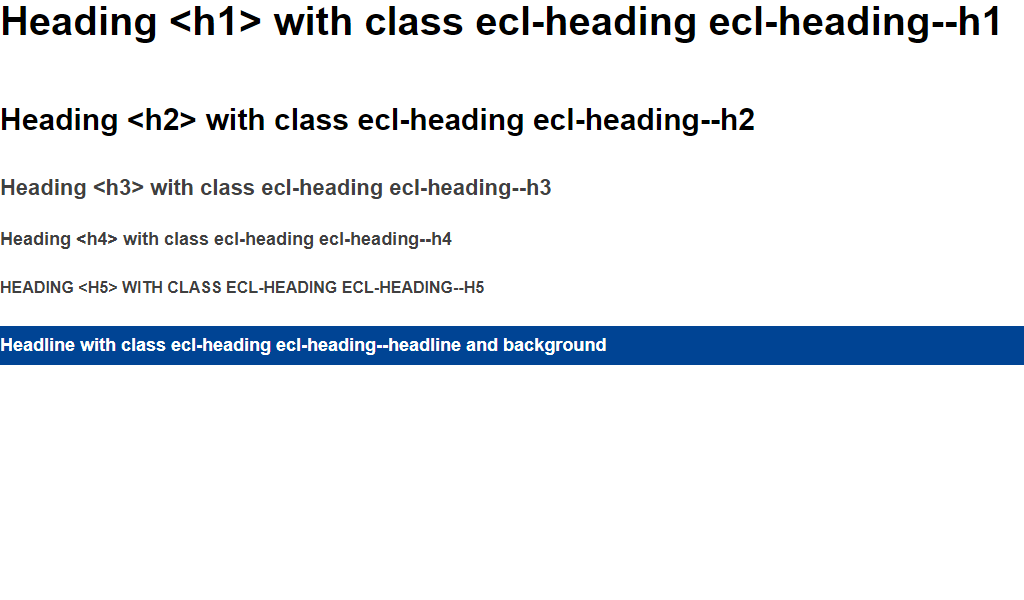 Heading <h1> with class ecl-heading ecl-heading--h1
Heading <h2> with class ecl-heading ecl-heading--h2
Heading <h3> with class ecl-heading ecl-heading--h3
Heading <h4> with class ecl-heading ecl-heading--h4
HEADING <H5> WITH CLASS ECL-HEADING ECL-HEADING--H5
Headline with class ecl-heading ecl-heading--headline and background